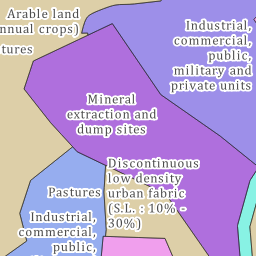 Arable land
nnual crops)
tures
Industrial,
commercial,
public,
military and
private units
Mineral
extraction and
dump sites
Discontinuous
low density
urban fabric
(S.L. : 10% -
30%)
Pastures
Industrial,
commercial,
public,